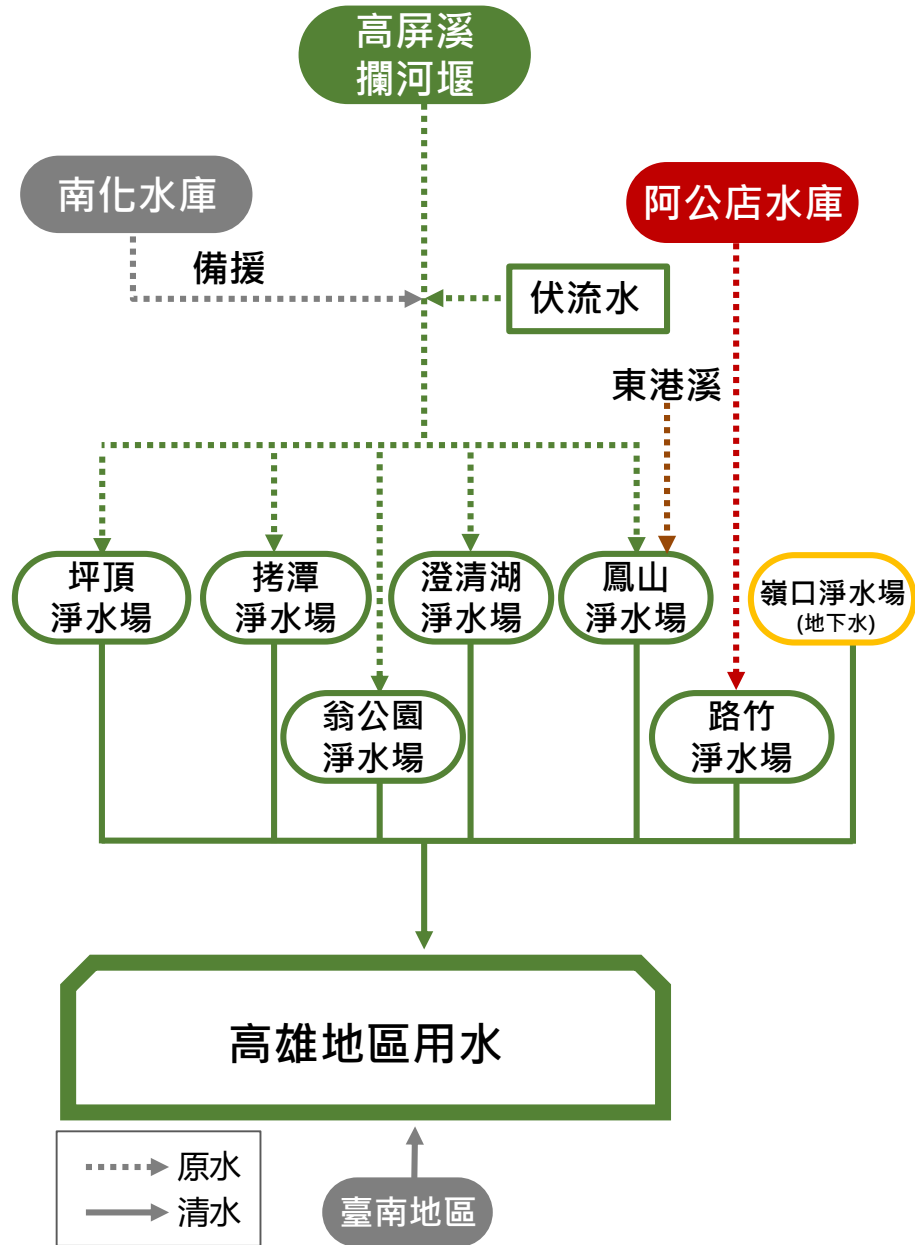 高屏溪
攔河堰
南化水庫
阿公店水庫
備援
伏流水
東港溪
坪頂
淨水場
拷潭
淨水場
澄清湖
淨水場
鳳山
淨水場
嶺口淨水場
(地下水)
翁公園
淨水場
路竹
淨水場
高雄地區用水
原水
清水
臺南地區